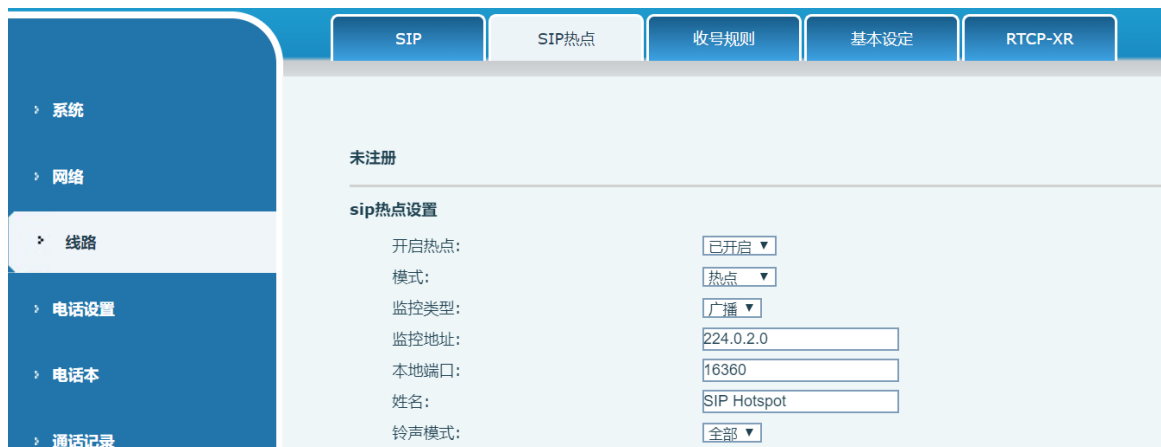 SIP SIP热点 收号规则 基本设定 RTCP-XR
系统
网络
线路
电话设置
电话本
通话记录
未注册
sip热点设置
开启热点: 已开启
模式: 热点
监控类型: 广播
监控地址: 224.0.2.0
本地端口: 16360
姓名: SIP Hotspot
铃声模式: 全部